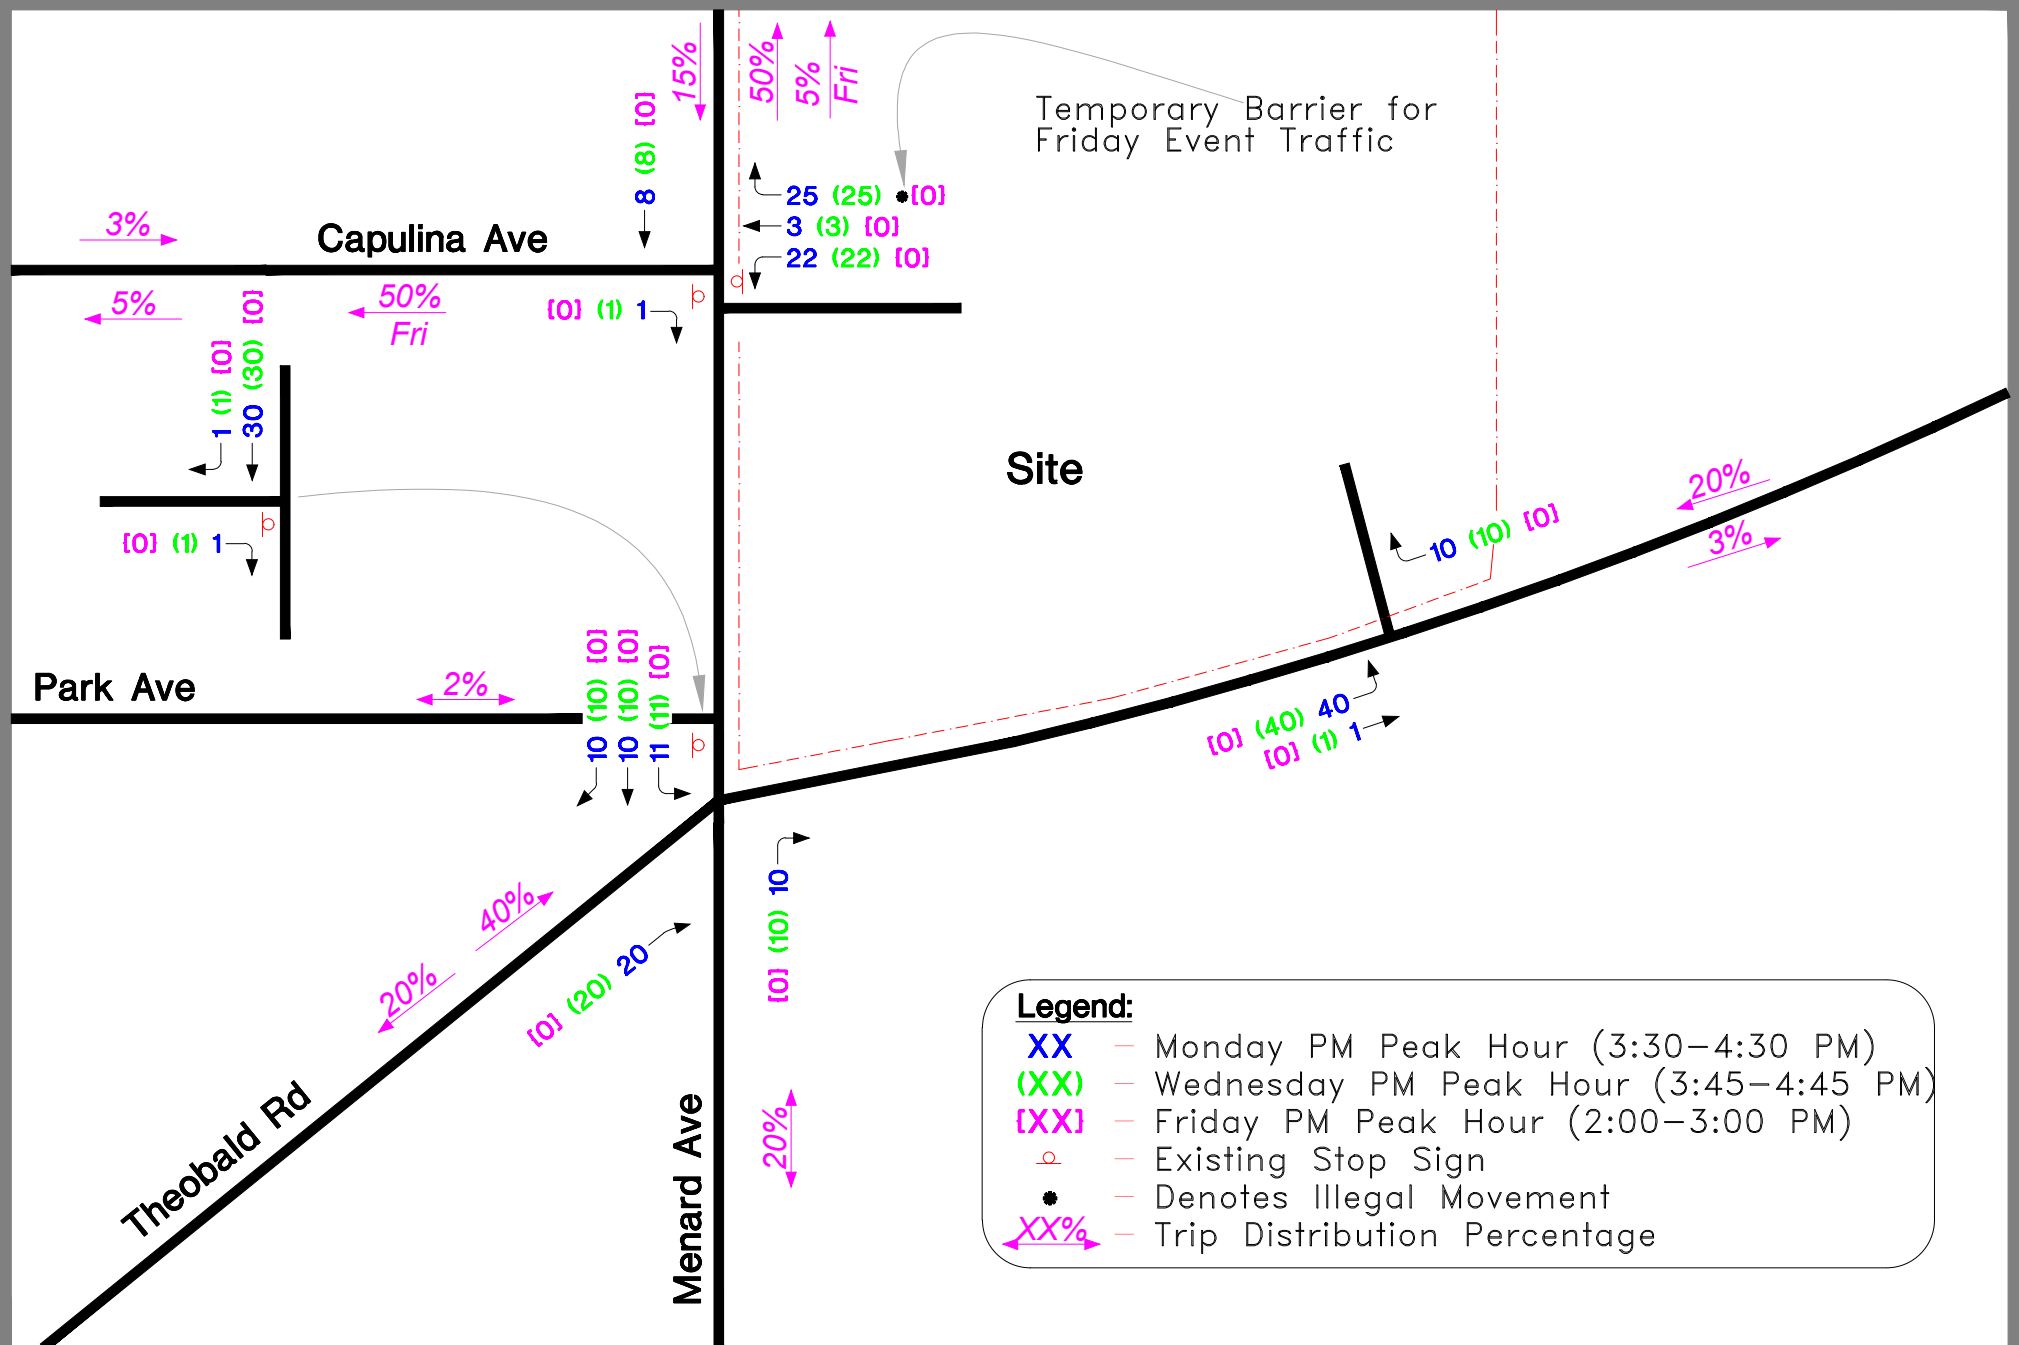 15%
50%
5%
Fri
8 (8) [0]
Temporary Barrier for
Friday Event Traffic
25 (25) [0]
3 (3) [0]
22 (22) [0]
3%
Capulina Ave
5%
50%
Fri
[0] (1) 1
1 (1) [0]
30 (30) [0]
[0] (1) 1
Site
20%
3%
10 (10) [0]
[0] (40) 40
[0] (1) 1
Park Ave
2%
10 (10) [0]
10 (10) [0]
11 (11) [0]
40%
20%
[0] (20) 20
[0] (10) 10
Theobald Rd
Menard Ave
20%
Legend:
XX — Monday PM Peak Hour (3:30-4:30 PM)
(XX) — Wednesday PM Peak Hour (3:45-4:45 PM)
[XX] — Friday PM Peak Hour (2:00-3:00 PM)
— Existing Stop Sign
— Denotes Illegal Movement
XX% — Trip Distribution Percentage